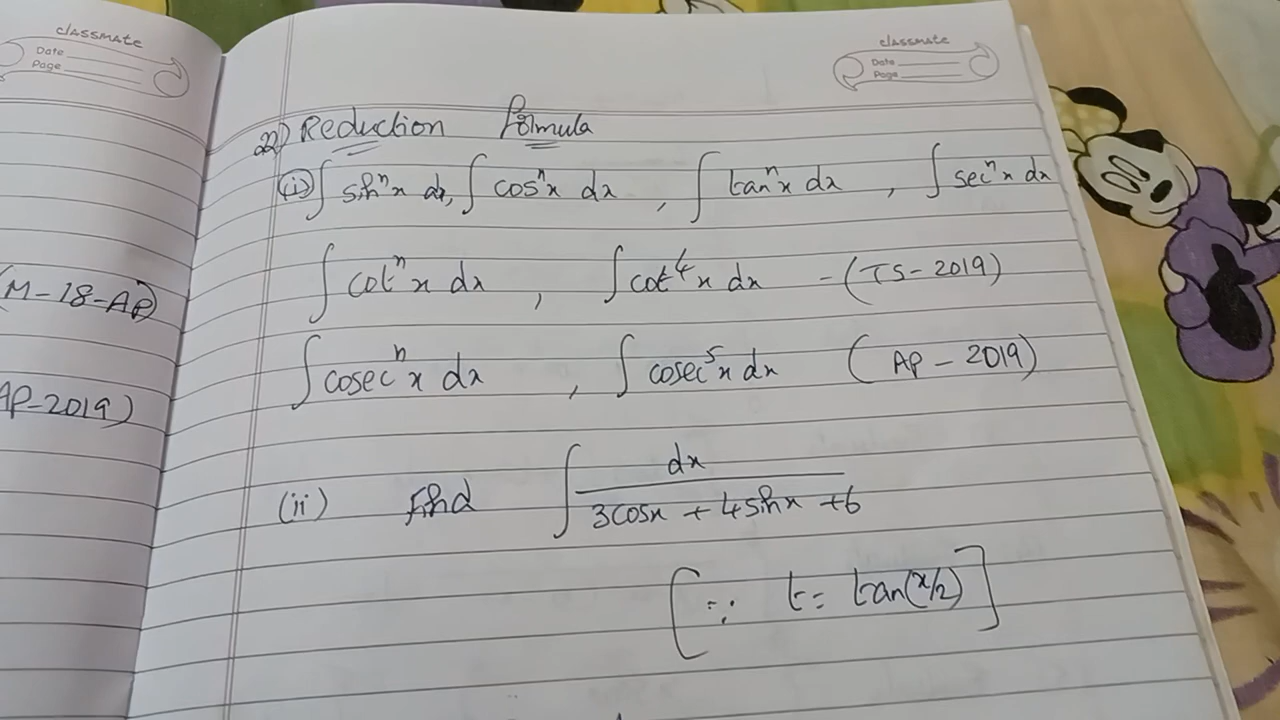 classmate
Date
Page
classmate
Date
Page
22) Reduction formula
(i) ∫ sinⁿx dx, ∫ cosⁿx dx , ∫ tanⁿx dx , ∫ secⁿx dx
∫ cotⁿx dx , ∫ cot⁴x dx - (TS-2019)
(M-18-AP)
∫ cosecⁿx dx , ∫ cosec⁵x dx (AP-2019)
AP-2019)
(ii) find ∫ dx / 3cosx + 4sinx + 6
[∵ t = tan(x/2)]